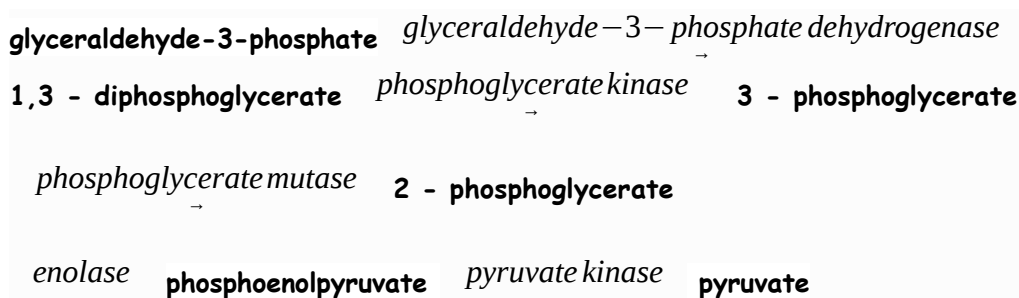 glyceraldehyde-3-phosphate glyceraldehyde−3− phosphate dehydrogenase →
1,3 - diphosphoglycerate phosphoglycerate kinase → 3 - phosphoglycerate
phosphoglycerate mutase → 2 - phosphoglycerate
enolase phosphoenolpyruvate pyruvate kinase pyruvate